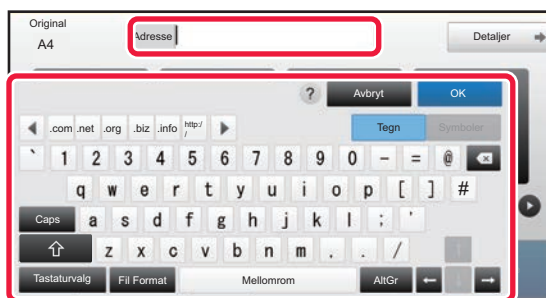 Original
A4
Adresse
Detaljer
?
Avbryt
OK
.com .net .org .biz .info http:/
/
Tegn
Symboler
` 1 2 3 4 5 6 7 8 9 0 - = @
q w e r t y u i o p [ ] #
Caps a s d f g h j k l ; '
z x c v b n m . . /
Tastaturvalg Fil Format Mellomrom AltGr